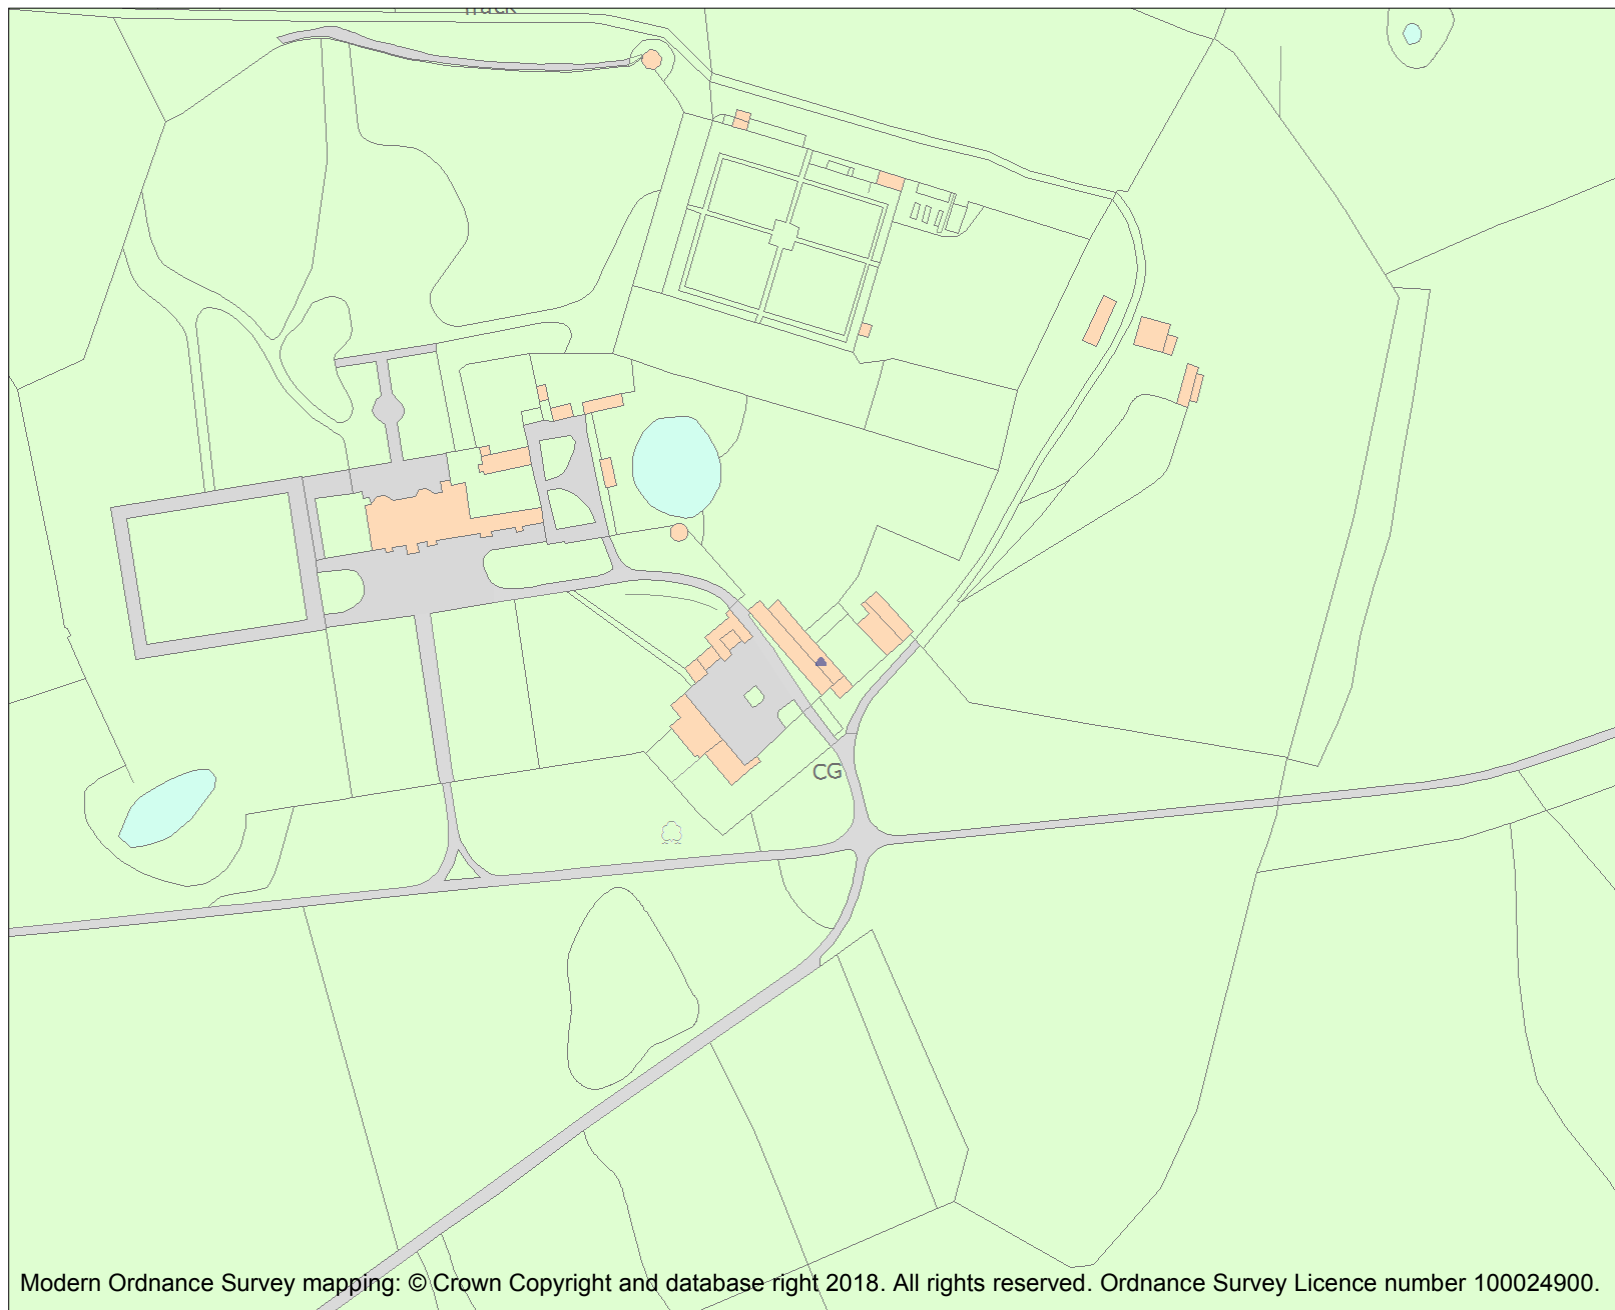 Track
CG
Modern Ordnance Survey mapping: © Crown Copyright and database right 2018. All rights reserved. Ordnance Survey Licence number 100024900.